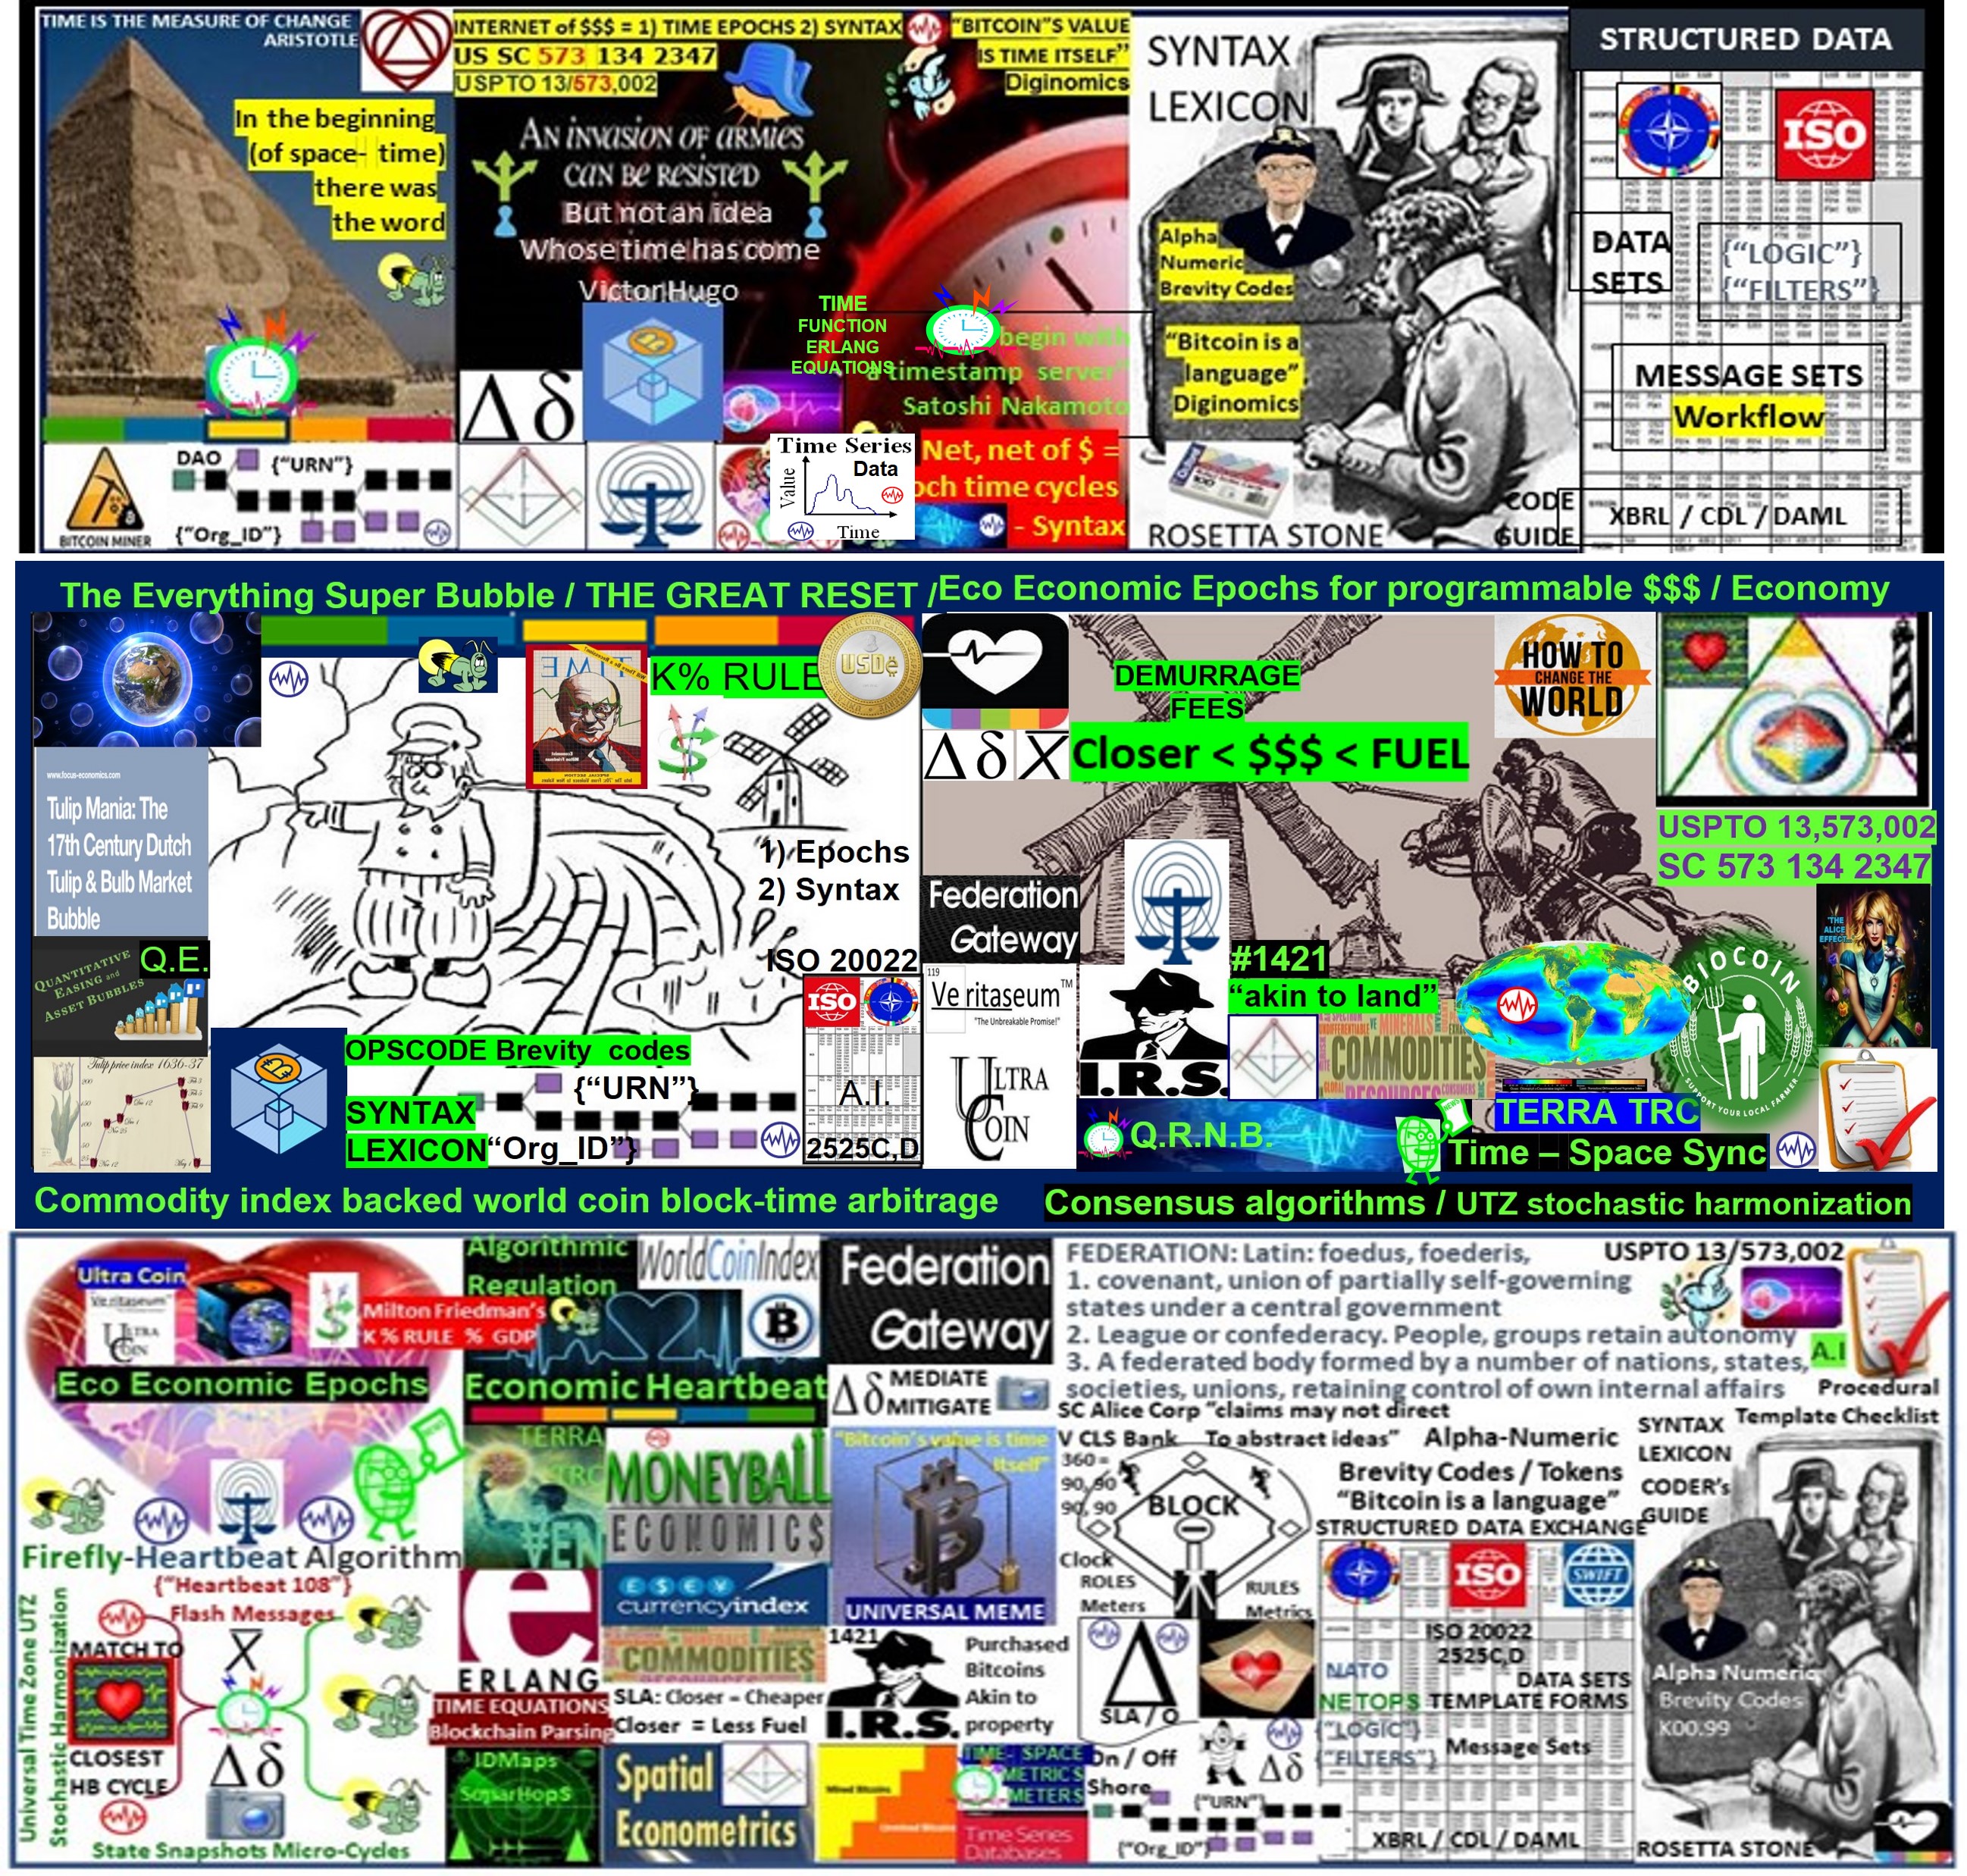 TIME IS THE MEASURE OF CHANGE
ARISTOTLE
In the beginning
(of space- time)
there was
the word
BITCOIN MINER
DAO
{"URN"}
{"Org_ID"}
INTERNET of $$$ = 1) TIME EPOCHS 2) SYNTAX
US SC 573 134 2347
USPTO 13/573,002
"BITCOIN"S VALUE
IS TIME ITSELF"
Diginomics
AN INVASION OF ARMIES
CAN BE RESISTED
But not an idea
Whose time has come
Victor Hugo
TIME
FUNCTION
ERLANG
EQUATIONS
begin with
a timestamp server"
Satoshi Nakamoto
Δδ
Time Series
Data
Value
Time
Net, net of $ =
och time cycles
- Syntax
SYNTAX
LEXICON
Alpha
Numeric
Brevity Codes
"Bitcoin is a
language"
Diginomics
ROSETTA STONE
CODE
GUIDE
STRUCTURED DATA
ISO
DATA
SETS
{"LOGIC"}
{"FILTERS"}
MESSAGE SETS
Workflow
XBRL / CDL / DAML
The Everything Super Bubble / THE GREAT RESET /
Eco Economic Epochs for programmable $$$ / Economy
www.focus-economics.com
Tulip Mania: The
17th Century Dutch
Tulip & Bulb Market
Bubble
QUANTITATIVE
EASING and
ASSET BUBBLES
Q.E.
Tulip price index 1636-37
TIME
K% RULE
USDe
1) Epochs
2) Syntax
ISO 20022
ISO
A.I.
2525C,D
OPSCODE Brevity codes
SYNTAX
LEXICON
{"URN"}
"Org_ID"}
Δδ X̅
DEMURRAGE
FEES
Closer < $$$ < FUEL
HOW TO
CHANGE THE
WORLD
USPTO 13,573,002
SC 573 134 2347
"THE
ALICE
EFFECT"
Federation
Gateway
119
Ve ritaseum™
"The Unbreakable Promise!"
ULTRA
COIN
I.R.S.
#1421
"akin to land"
COMMODITIES
RESOURCES
BIOCOIN
SUPPORT YOUR LOCAL FARMER
Q.R.N.B.
NEWS
TERRA TRC
Time – Space Sync
Commodity index backed world coin block-time arbitrage
Consensus algorithms / UTZ stochastic harmonization
Ultra Coin
Ve ritaseum™
ULTRA
COIN
Milton Friedman's
K % RULE % GDP
Eco Economic Epochs
NEWS
Firefly-Heartbeat Algorithm
{"Heartbeat 108"}
Flash Messages
MATCH TO
X̅
CLOSEST
HB CYCLE
Δδ
Universal Time Zone UTZ
Stochastic Harmonization
State Snapshots Micro-Cycles
Algorithmic
Regulation
WorldCoinIndex
Economic Heartbeat
TERRA
TRC
VEN
MONEYBALL
ECONOMICS
currencyindex
COMMODITIES
ERLANG
TIME EQUATIONS
Blockchain Parsing
SLA: Closer – Cheaper
Closer = Less Fuel
IDMaps
SonarHop$
Spatial
Econometrics
Federation
Gateway
Δδ
MEDIATE
MITIGATE
"Bitcoin's value is time
itself"
UNIVERSAL MEME
1421
I.R.S.
Purchased
Bitcoins
Akin to
property
Mined Bitcoins
TIME- SPACE
METRICS
METERS
Time Series
Databases
FEDERATION: Latin: foedus, foederis,
1. covenant, union of partially self-governing
states under a central government
2. League or confederacy. People, groups retain autonomy
3. A federated body formed by a number of nations, states,
societies, unions, retaining control of own internal affairs
USPTO 13/573,002
A.I
Procedural
Template Checklist
SC Alice Corp "claims may not direct
V CLS Bank To abstract ideas"
360 =
90, 90
90, 90
BLOCK
Clock
ROLES
Meters
RULES
Metrics
Δ
SLA / Q
On / Off
Shore
Δδ
{"URN"}
{"Org_ID"}
Alpha-Numeric
Brevity Codes / Tokens
"Bitcoin is a language"
STRUCTURED DATA EXCHANGE
ISO
SWIFT
ISO 20022
2525C,D
NATO
NETOPS
DATA SETS
TEMPLATE FORMS
{"LOGIC"}
{"FILTERS"}
Message Sets
XBRL / CDL / DAML
SYNTAX
LEXICON
CODER's
GUIDE
Alpha Numeric
Brevity Codes
K00.99
ROSETTA STONE